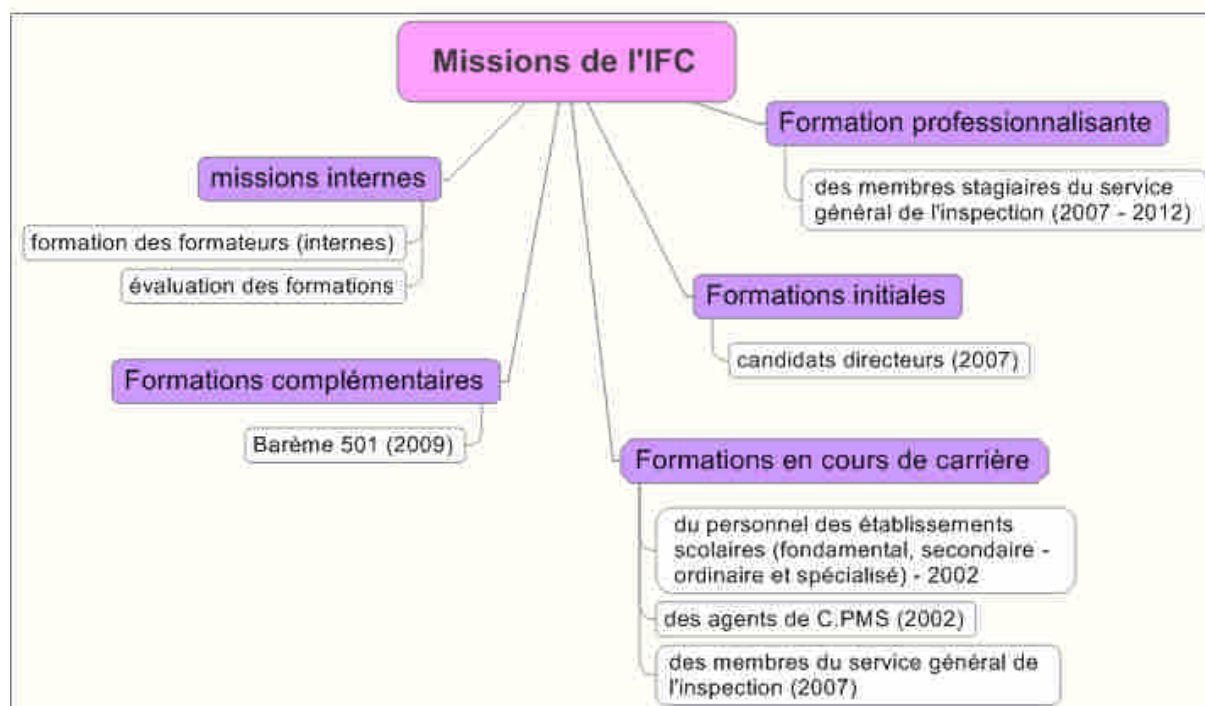 Missions de l'IFC
Formation professionnalisante
des membres stagiaires du service
général de l'inspection (2007 - 2012)
missions internes
formation des formateurs (internes)
évaluation des formations
Formations initiales
candidats directeurs (2007)
Formations complémentaires
Barème 501 (2009)
Formations en cours de carrière
du personnel des établissements
scolaires (fondamental, secondaire -
ordinaire et spécialisé) - 2002
des agents de C.PMS (2002)
des membres du service général de
l'inspection (2007)